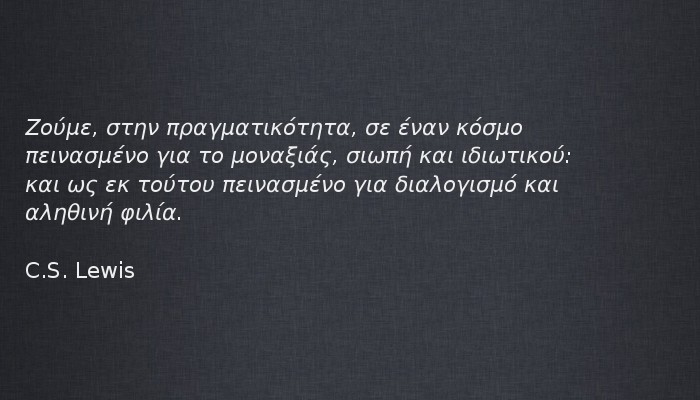 Ζούμε, στην πραγματικότητα, σε έναν κόσμο
πεινασμένο για το μοναξιάς, σιωπή και ιδιωτικού:
και ως εκ τούτου πεινασμένο για διαλογισμό και
αληθινή φιλία.
C.S. Lewis